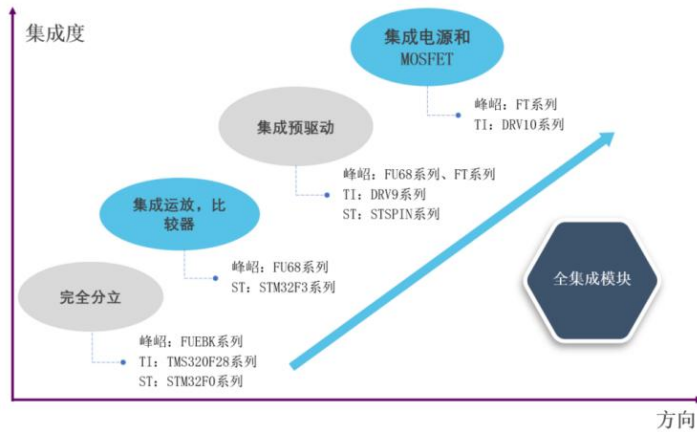 集成度
集成电源和
MOSFET
峰岹: FT系列
TI: DRV10系列
集成预驱动
峰岹: FU68系列、FT系列
TI: DRV9系列
ST: STSPIN系列
集成运放，比
较器
峰岹: FU68系列
ST: STM32F3系列
全集成模块
完全分立
峰岹: FUEBK系列
TI: TMS320F28系列
ST: STM32F0系列
方向